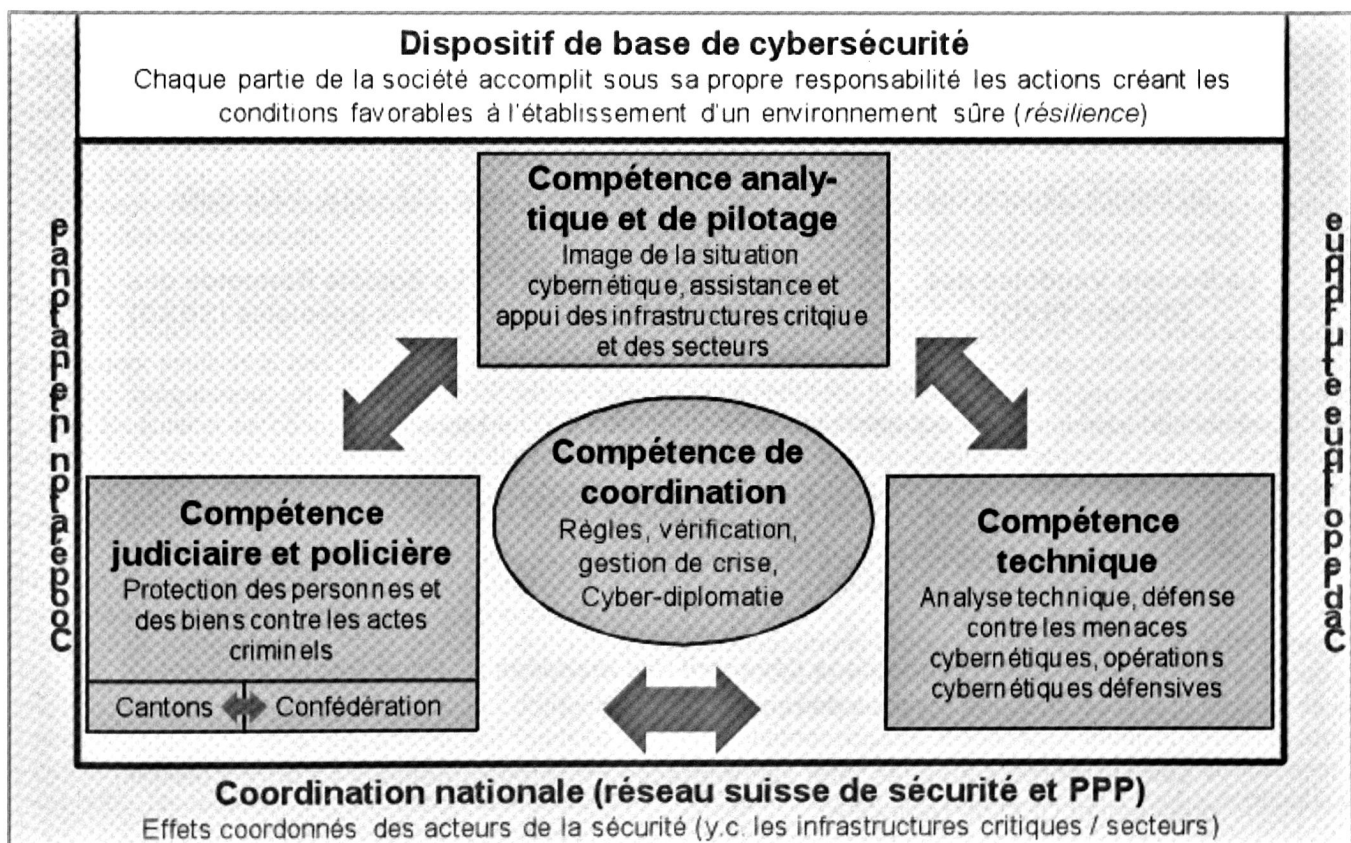 Dispositif de base de cybersécurité
Chaque partie de la société accomplit sous sa propre responsabilité les actions créant les
conditions favorables à l'établissement d'un environnement sûre (résilience)
Compétence analy-
tique et de pilotage
Image de la situation
cybernétique, assistance et
appui des infrastructures critqiue
et des secteurs
Compétence de
coordination
Règles, vérification,
gestion de crise,
Cyber-diplomatie
Compétence
judiciaire et policière
Protection des personnes et
des biens contre les actes
criminels
Cantons Confédération
Compétence
technique
Analyse technique, défense
contre les menaces
cybernétiques, opérations
cybernétiques défensives
Coordination nationale (réseau suisse de sécurité et PPP)
Effets coordonnés des acteurs de la sécurité (y.c. les infrastructures critiques / secteurs)